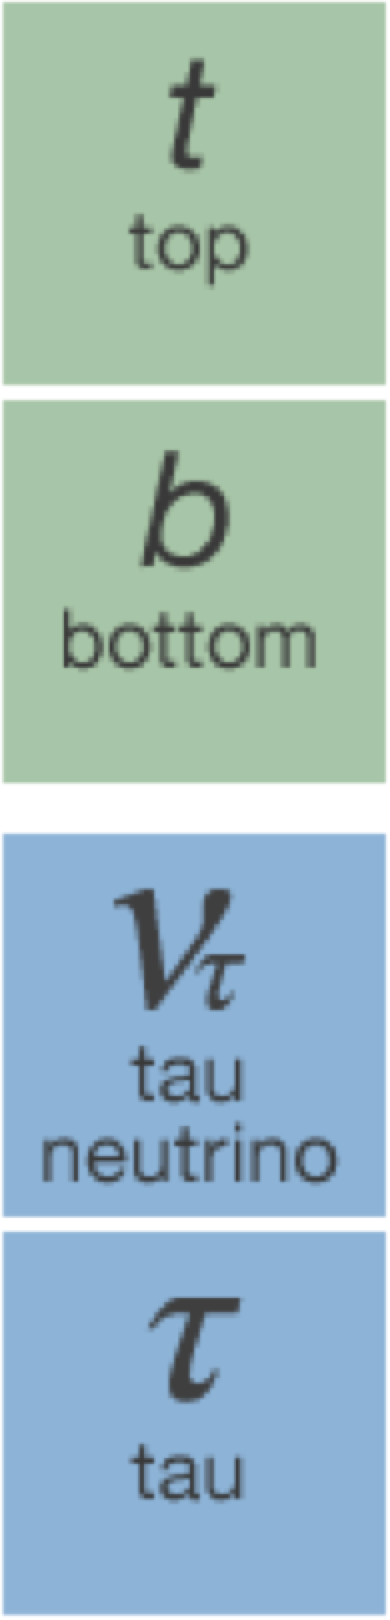 t
top
b
bottom
ντ
tau
neutrino
τ
tau